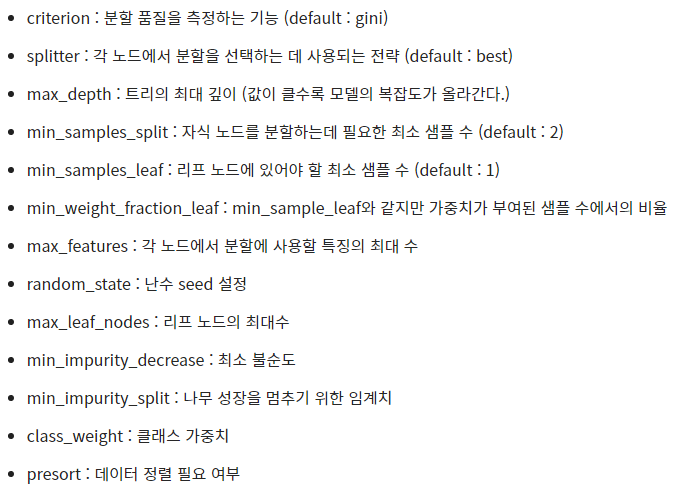 criterion : 분할 품질을 측정하는 기능 (default : gini)
splitter : 각 노드에서 분할을 선택하는 데 사용되는 전략 (default : best)
max_depth : 트리의 최대 깊이 (값이 클수록 모델의 복잡도가 올라간다.)
min_samples_split : 자식 노드를 분할하는데 필요한 최소 샘플 수 (default : 2)
min_samples_leaf : 리프 노드에 있어야 할 최소 샘플 수 (default : 1)
min_weight_fraction_leaf : min_sample_leaf와 같지만 가중치가 부여된 샘플 수에서의 비율
max_features : 각 노드에서 분할에 사용할 특징의 최대 수
random_state : 난수 seed 설정
max_leaf_nodes : 리프 노드의 최대수
min_impurity_decrease : 최소 불순도
min_impurity_split : 나무 성장을 멈추기 위한 임계치
class_weight : 클래스 가중치
presort : 데이터 정렬 필요 여부